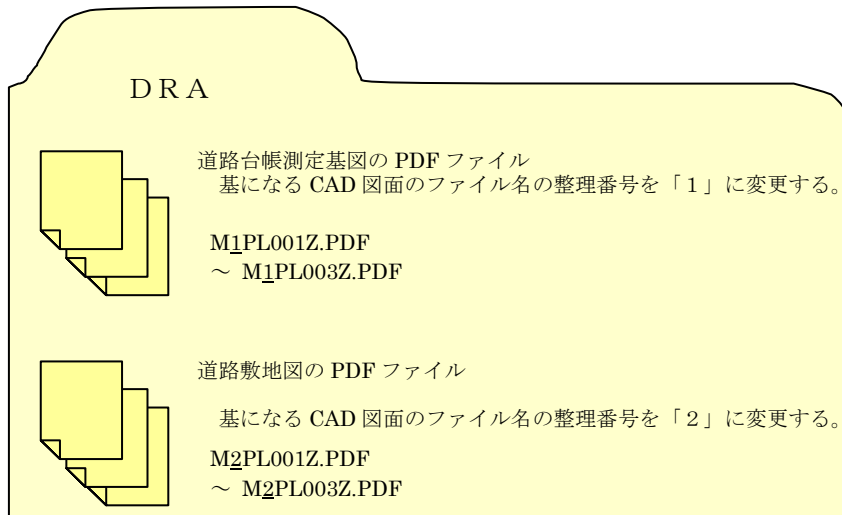 ＤＲＡ
道路台帳測定基図の PDF ファイル
基になる CAD 図面のファイル名の整理番号を「１」に変更する。
M1PL001Z.PDF
～ M1PL003Z.PDF
道路敷地図の PDF ファイル
基になる CAD 図面のファイル名の整理番号を「２」に変更する。
M2PL001Z.PDF
～ M2PL003Z.PDF